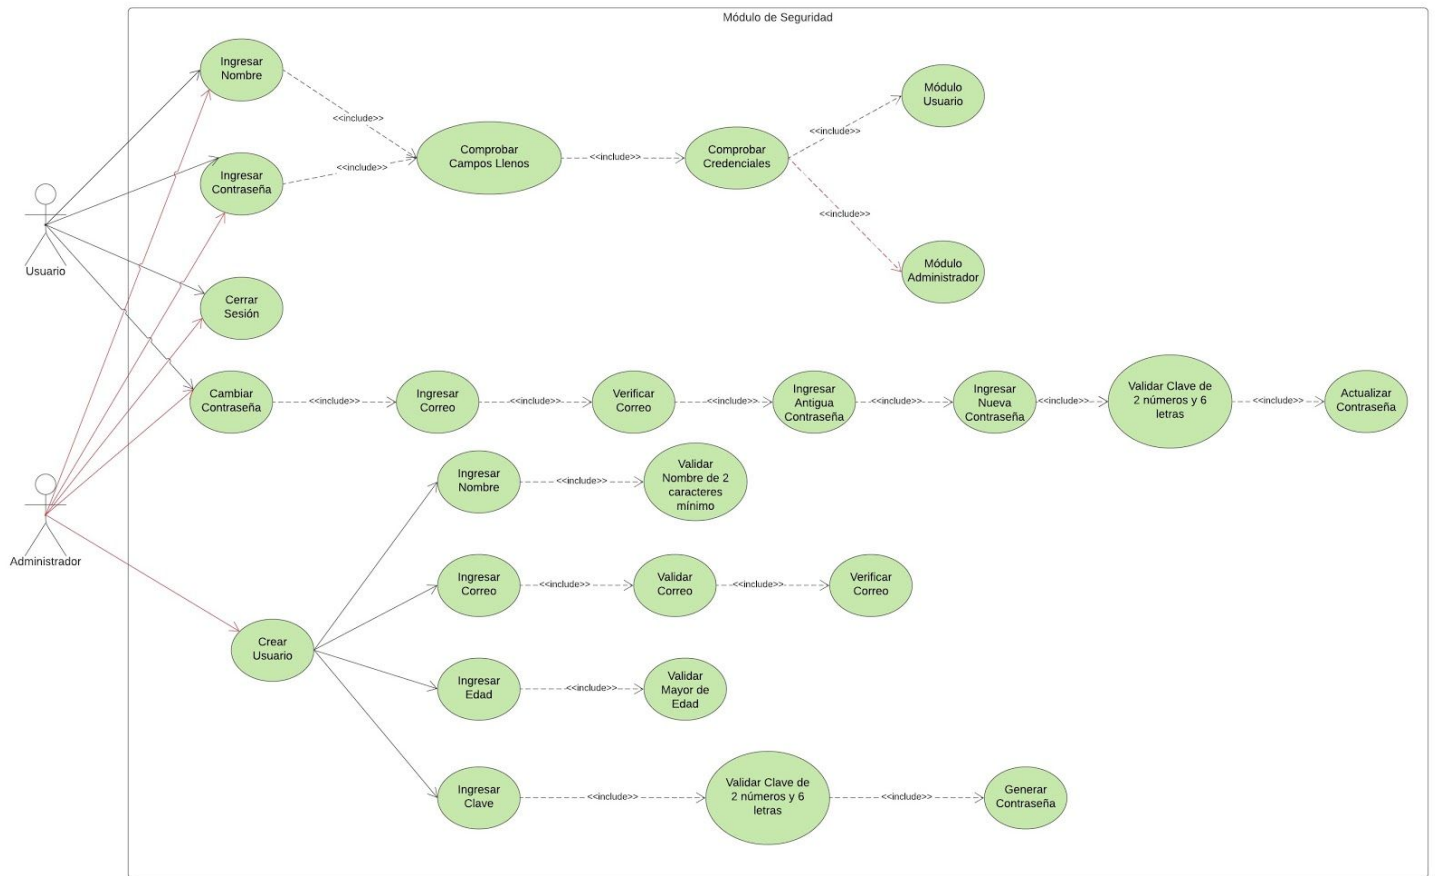 Módulo de Seguridad
Ingresar
Nombre
Módulo
Usuario
<<include>>
<<include>>
Comprobar
Campos Llenos
<<include>>
Comprobar
Credenciales
<<include>>
Ingresar
Contraseña
<<include>>
Módulo
Administrador
Usuario
Cerrar
Sesión
Cambiar
Contraseña
<<include>>
Ingresar
Correo
<<include>>
Verificar
Correo
<<include>>
Ingresar
Antigua
Contraseña
<<include>>
Ingresar
Nueva
Contraseña
<<include>>
Validar Clave de
2 números y 6
letras
<<include>>
Actualizar
Contraseña
Ingresar
Nombre
<<include>>
Validar
Nombre de 2
caracteres
mínimo
Administrador
Ingresar
Correo
<<include>>
Validar
Correo
<<include>>
Verificar
Correo
Crear
Usuario
Ingresar
Edad
<<include>>
Validar
Mayor de
Edad
Ingresar
Clave
<<include>>
Validar Clave de
2 números y 6
letras
<<include>>
Generar
Contraseña